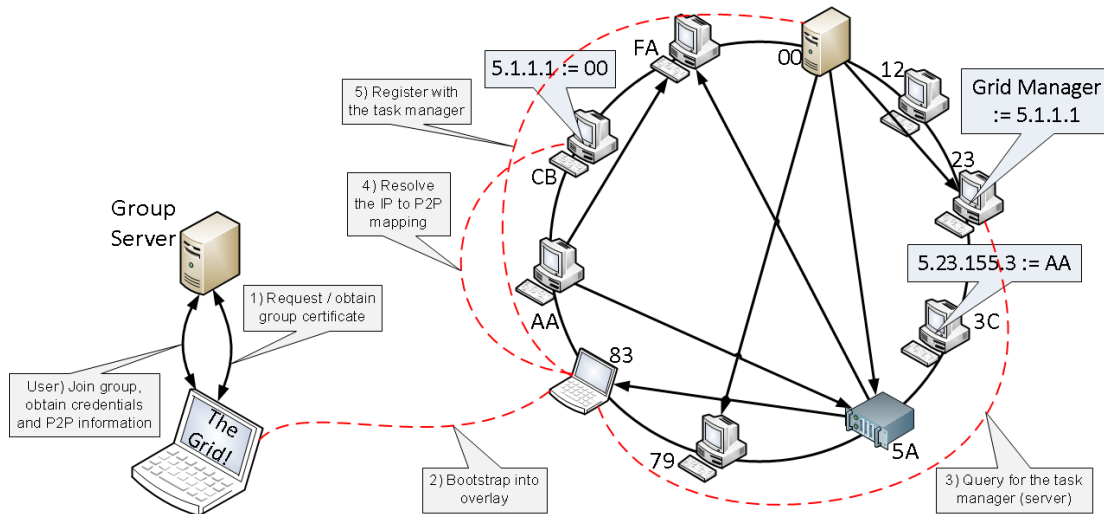 FA
00
12
5.1.1.1 := 00
Grid Manager
:= 5.1.1.1
5) Register with
the task manager
23
CB
4) Resolve
the IP to P2P
mapping
Group
Server
5.23.155.3 := AA
1) Request / obtain
group certificate
AA
3C
83
User) Join group,
obtain credentials
and P2P information
The
Grid!
79
5A
2) Bootstrap into
overlay
3) Query for the task
manager (server)